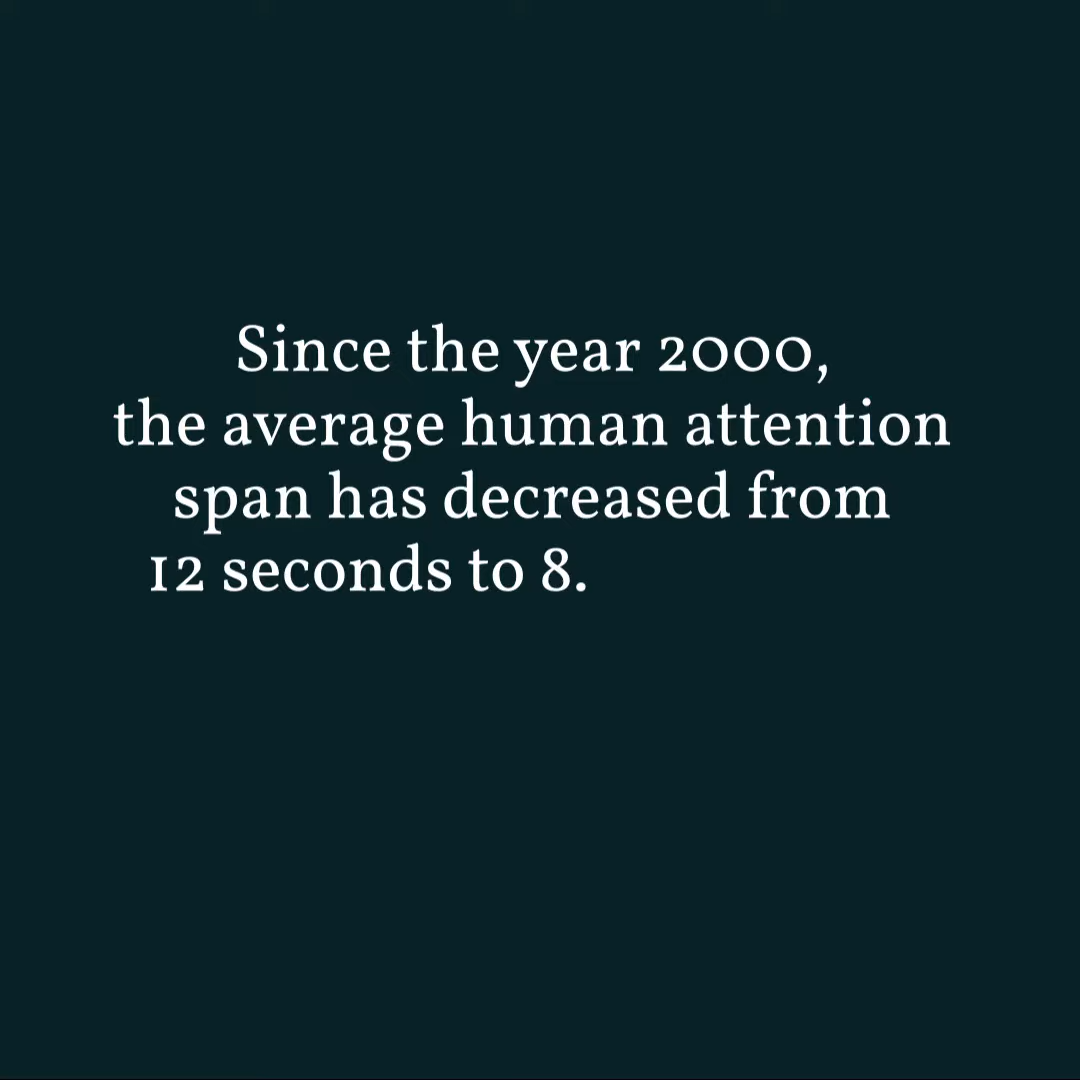 Since the year 2000,
the average human attention
span has decreased from
12 seconds to 8.